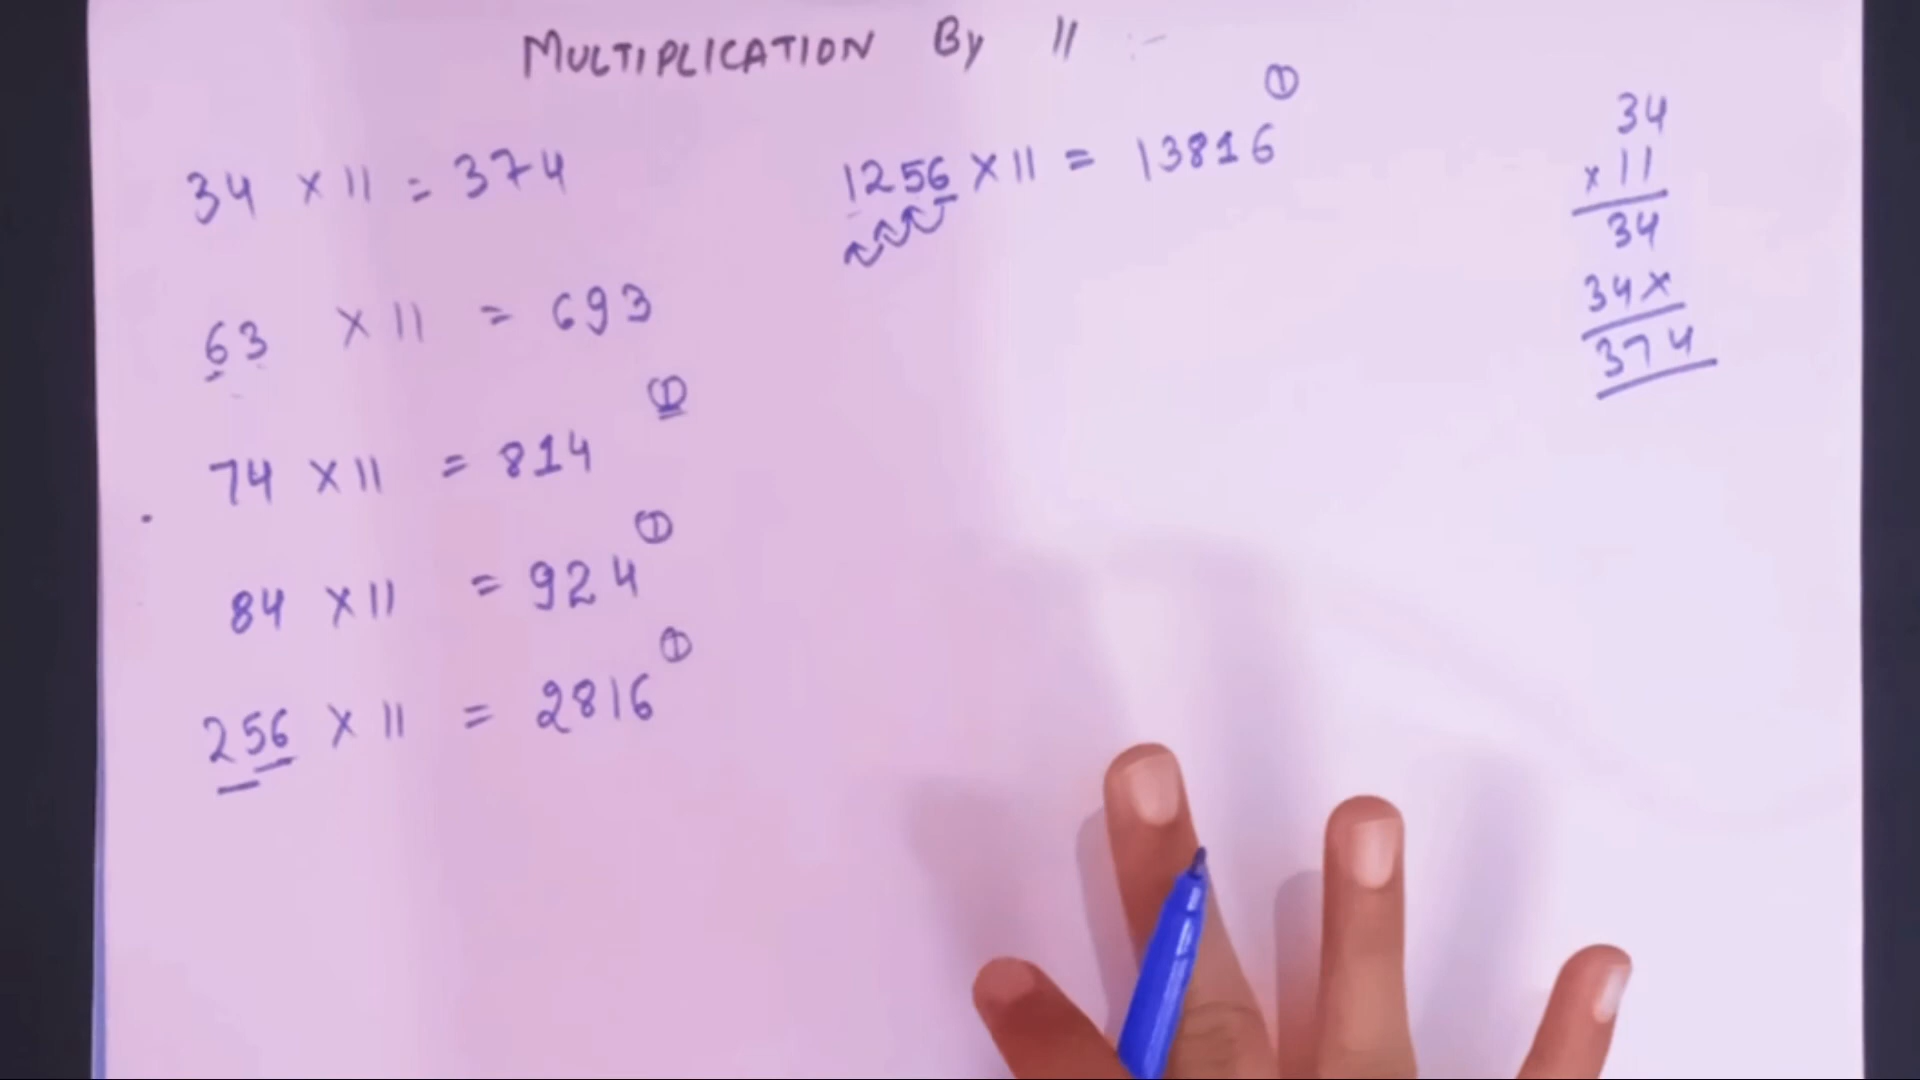 MULTIPLICATION By 11 :-
34 × 11 = 374
63 × 11 = 693
①
74 × 11 = 814
①
84 × 11 = 924
①
256 × 11 = 2816
①
1256 × 11 = 13816
34
× 11
34
34×
374